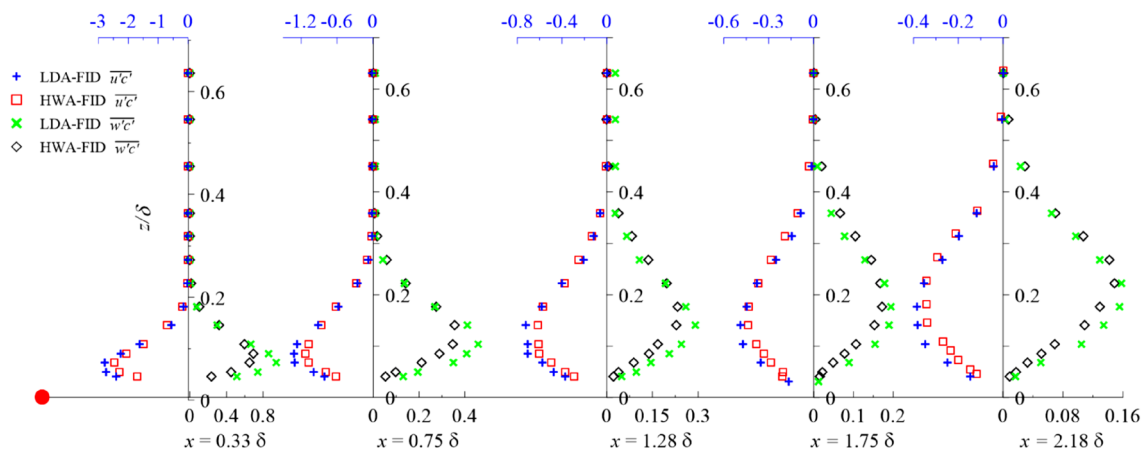 -3 -2 -1 0 -1.2 -0.6 0 -0.8 -0.4 0 -0.6 -0.3 0 -0.4 -0.2 0
LDA-FID u'c'
HWA-FID u'c'
LDA-FID w'c'
HWA-FID w'c'
z/δ
0.6 0.6 0.6 0.6 0.6
0.4 0.4 0.4 0.4 0.4
0.2 0.2 0.2 0.2 0.2
0 0 0 0 0
0 0.4 0.8 0 0.2 0.4 0 0.15 0.3 0 0.1 0.2 0 0.08 0.16
x = 0.33 δ x = 0.75 δ x = 1.28 δ x = 1.75 δ x = 2.18 δ